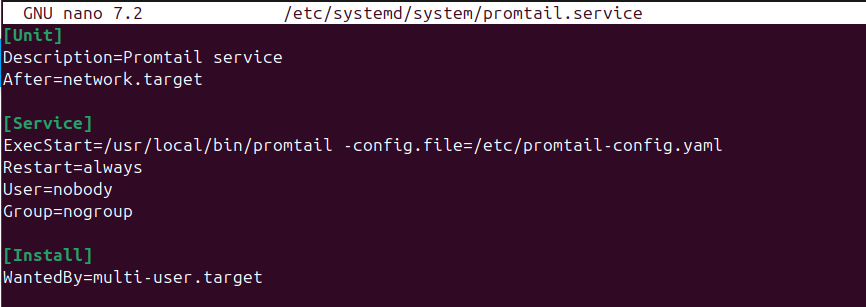 GNU nano 7.2 /etc/systemd/system/promtail.service
[Unit]
Description=Promtail service
After=network.target
[Service]
ExecStart=/usr/local/bin/promtail -config.file=/etc/promtail-config.yaml
Restart=always
User=nobody
Group=nogroup
[Install]
WantedBy=multi-user.target